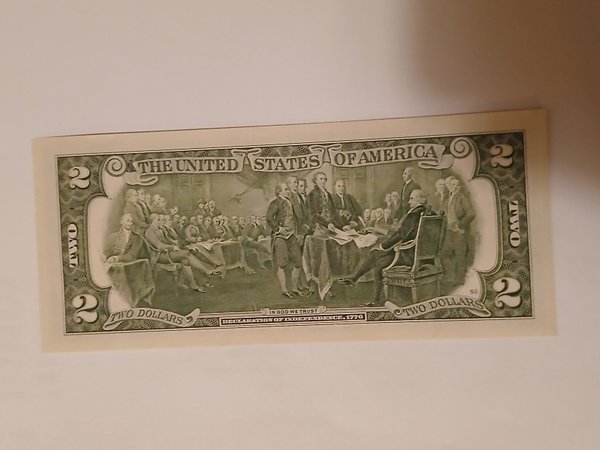 THE UNITED STATES OF AMERICA
2
2
TWO
TWO
2
2
TWO DOLLARS
IN GOD WE TRUST
TWO DOLLARS
DECLARATION OF INDEPENDENCE, 1776